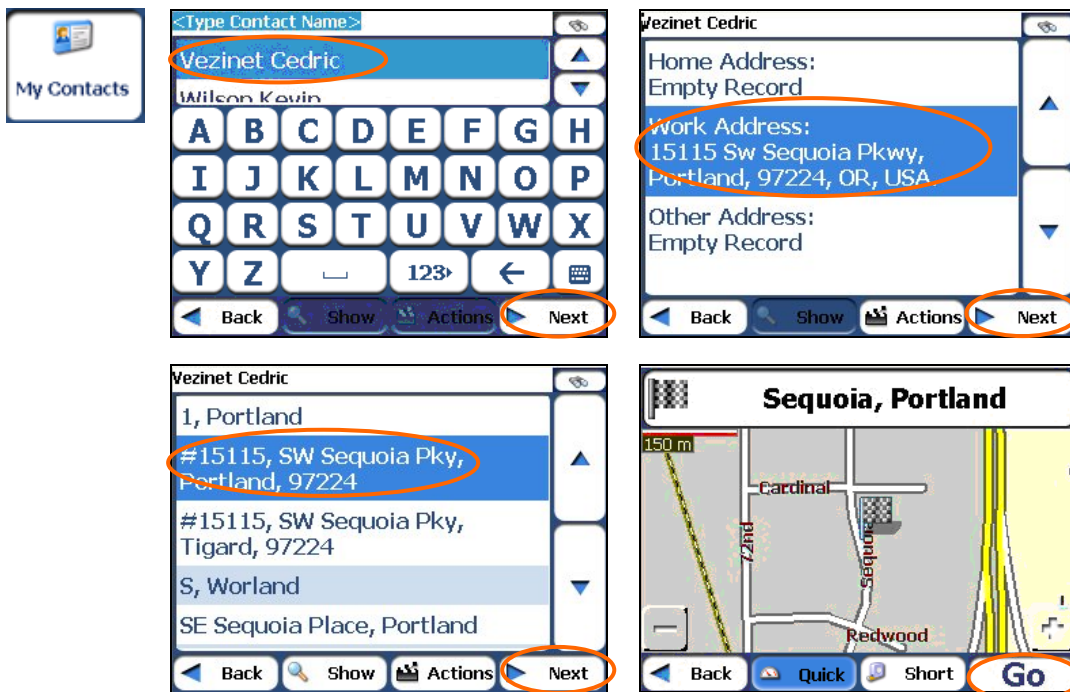 My Contacts
<Type Contact Name>
Vezinet Cedric
Wilson Kevin
A B C D E F G H
I J K L M N O P
Q R S T U V W X
Y Z 123
Back Show Actions Next
Vezinet Cedric
Home Address:
Empty Record
Work Address:
15115 Sw Sequoia Pkwy,
Portland, 97224, OR, USA.
Other Address:
Empty Record
Back Show Actions Next
Vezinet Cedric
1, Portland
#15115, SW Sequoia Pky,
Portland, 97224
#15115, SW Sequoia Pky,
Tigard, 97224
S, Worland
SE Sequoia Place, Portland
Back Show Actions Next
Sequoia, Portland
150 m
Cardinal
72nd
Sequoia
Redwood
Back Quick Short Go